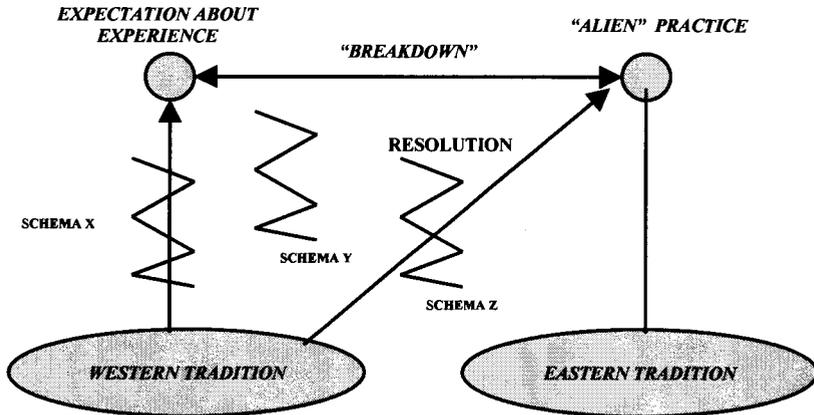 EXPECTATION ABOUT
EXPERIENCE
“ALIEN” PRACTICE
“BREAKDOWN”
RESOLUTION
SCHEMA X
SCHEMA Y
SCHEMA Z
WESTERN TRADITION
EASTERN TRADITION